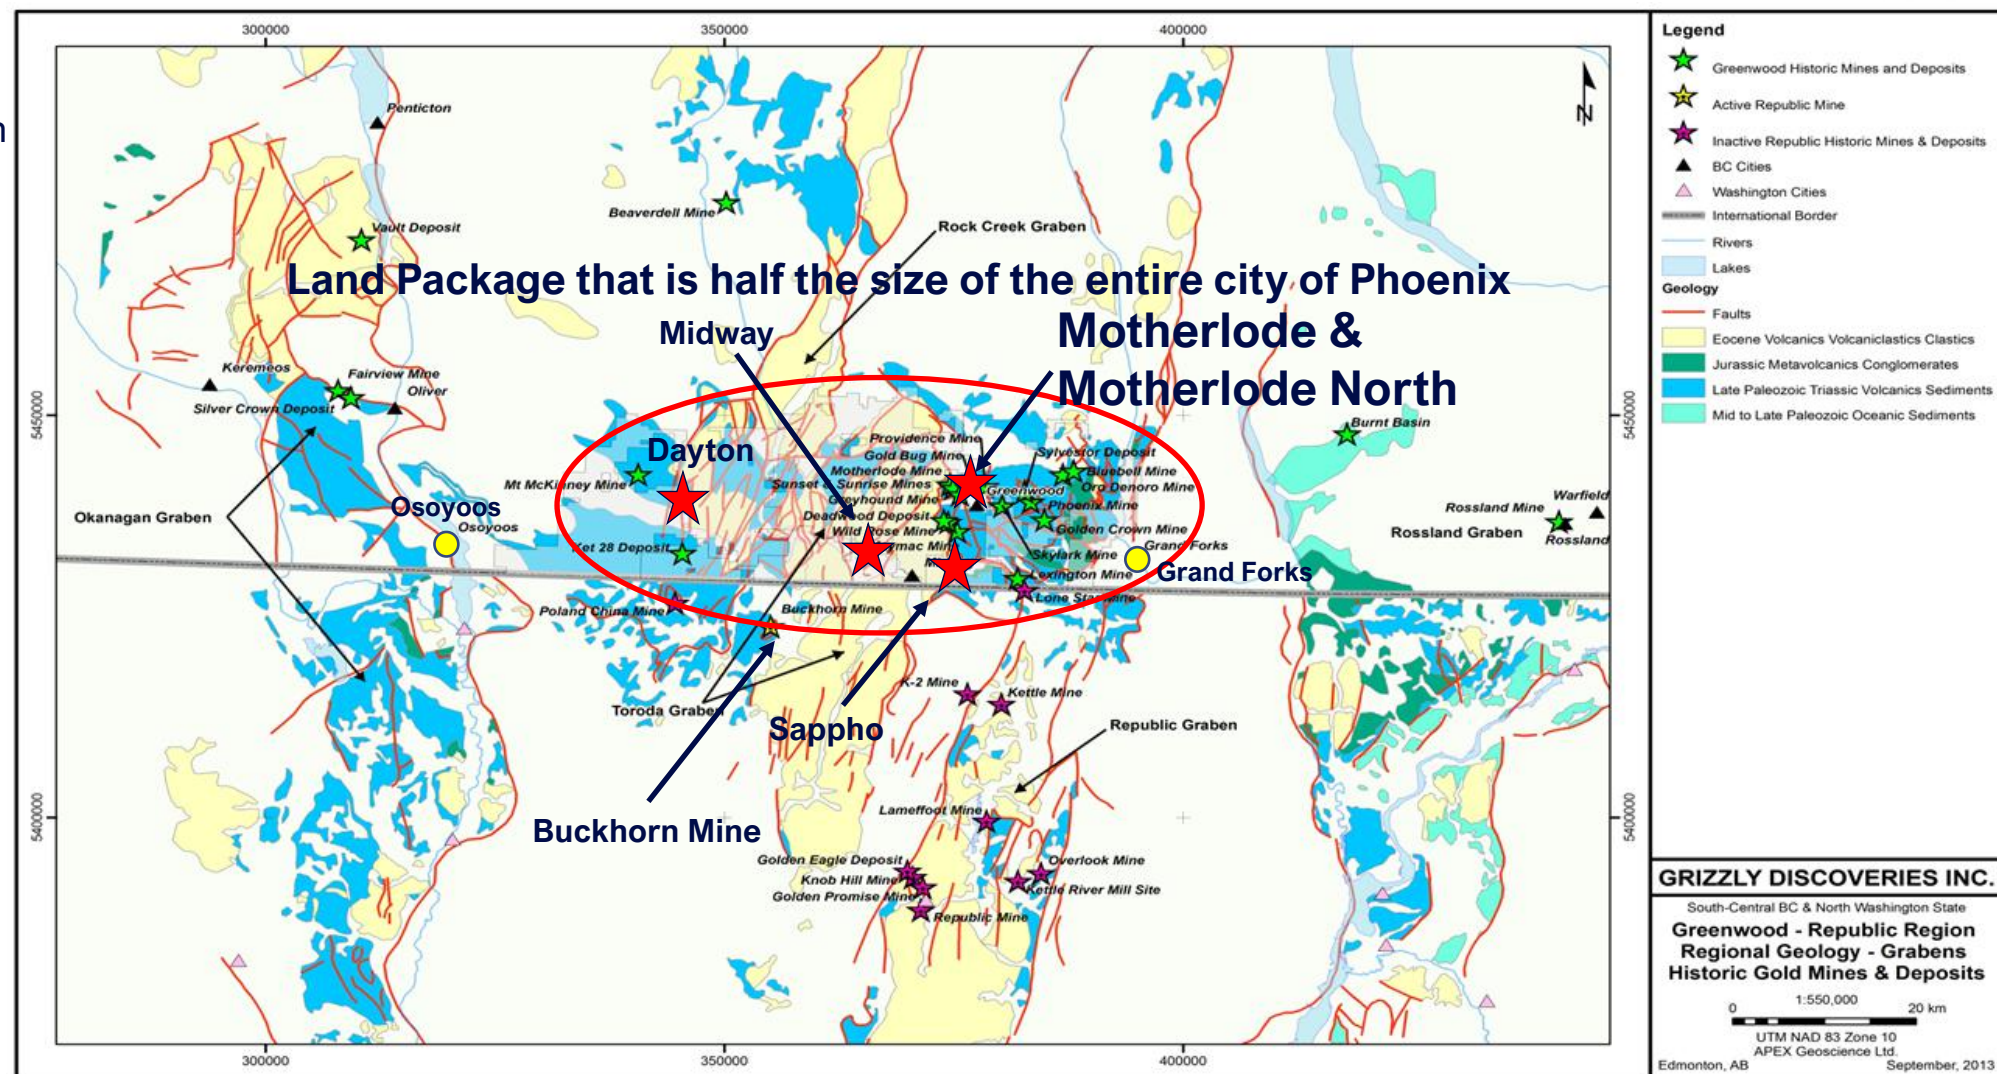 n
300000
350000
400000
Penticton
N
Beaverdell Mine
Vault Deposit
Rock Creek Graben
Land Package that is half the size of the entire city of Phoenix
Midway
Motherlode &
Motherlode North
Keremeos
Fairview Mine
Oliver
Silver Crown Deposit
5450000
5450000
Burnt Basin
Dayton
Providence Mine
Gold Bug Mine
Sylvestor Deposit
Motherlode Mine
Bluebell Mine
Mt McKinney Mine
Sunset & Sunrise Mines
Oro Denoro Mine
Greyhound Mine
Greenwood
Phoenix Mine
Warfield
Rossland Mine
Okanagan Graben
Osoyoos
Osoyoos
Deadwood Deposit
Golden Crown Mine
Rossland Graben
Rossland
Wild Rose Mine
Ket 28 Deposit
Skylark Mine
Grand Forks
Grand Forks
Lexington Mine
Lone Star Mine
Poland China Mine
Buckhorn Mine
K-2 Mine
Kettle Mine
Toroda Graben
Sappho
Republic Graben
Buckhorn Mine
Lameffoot Mine
5400000
5400000
Golden Eagle Deposit
Overlook Mine
Knob Hill Mine
Kettle River Mill Site
Golden Promise Mine
Republic Mine
300000
350000
400000
Legend
Greenwood Historic Mines and Deposits
Active Republic Mine
Inactive Republic Historic Mines & Deposits
BC Cities
Washington Cities
International Border
Rivers
Lakes
Geology
Faults
Eocene Volcanics Volcaniclastics Clastics
Jurassic Metavolcanics Conglomerates
Late Paleozoic Triassic Volcanics Sediments
Mid to Late Paleozoic Oceanic Sediments
GRIZZLY DISCOVERIES INC.
South-Central BC & North Washington State
Greenwood - Republic Region
Regional Geology - Grabens
Historic Gold Mines & Deposits
1:550,000
0 20 km
UTM NAD 83 Zone 10
APEX Geoscience Ltd.
Edmonton, AB September, 2013